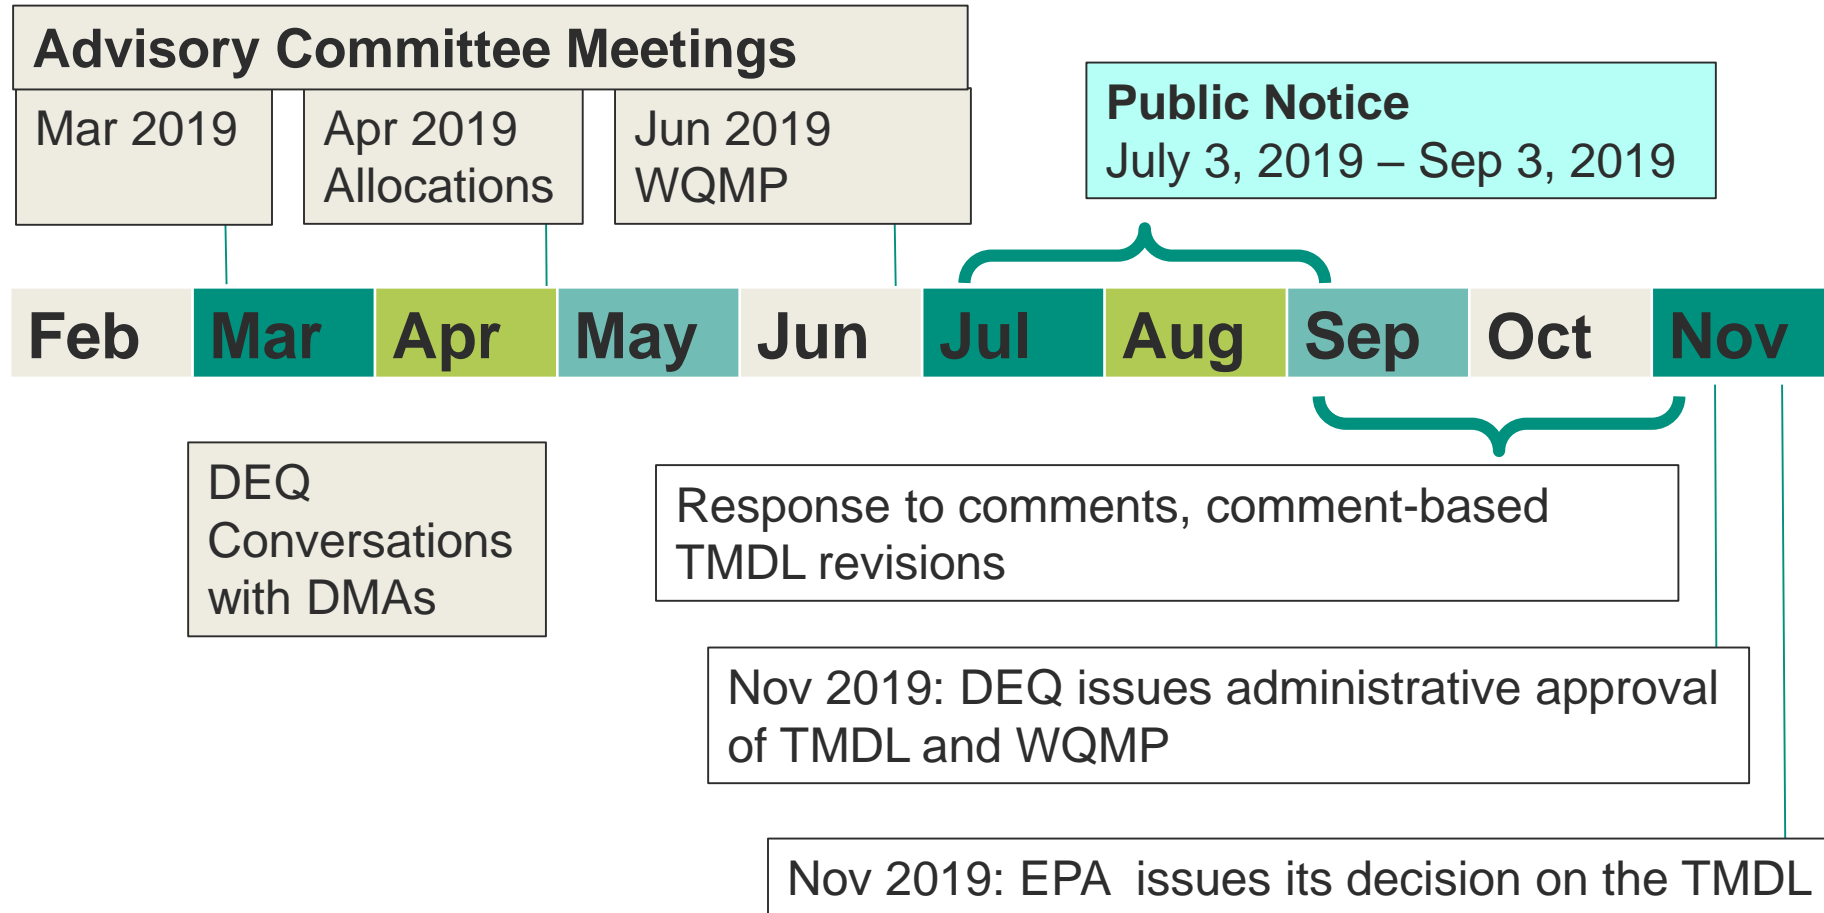 Advisory Committee Meetings
Mar 2019
Apr 2019
Allocations
Jun 2019
WQMP
Public Notice
July 3, 2019 – Sep 3, 2019
Feb Mar Apr May Jun Jul Aug Sep Oct Nov
DEQ
Conversations
with DMAs
Response to comments, comment-based
TMDL revisions
Nov 2019: DEQ issues administrative approval
of TMDL and WQMP
Nov 2019: EPA  issues its decision on the TMDL